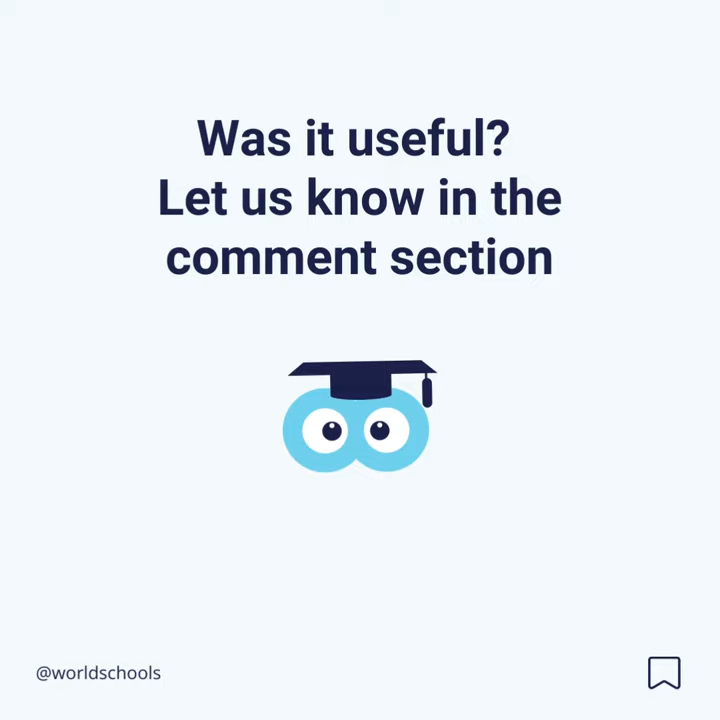 Was it useful?
Let us know in the
comment section
@worldschools